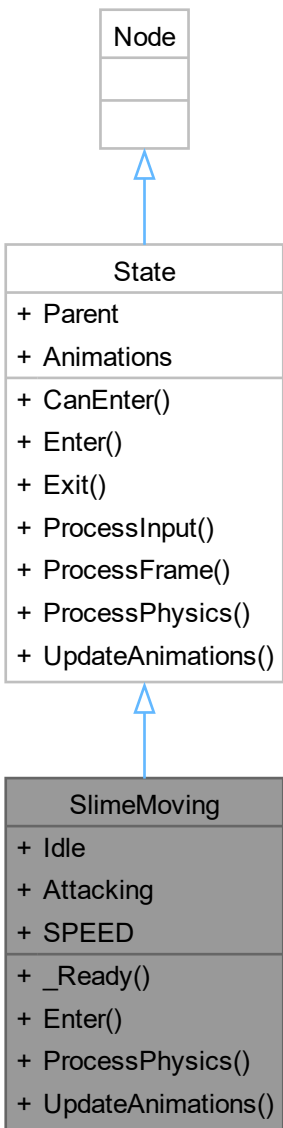 Node
State
+ Parent
+ Animations
+ CanEnter()
+ Enter()
+ Exit()
+ ProcessInput()
+ ProcessFrame()
+ ProcessPhysics()
+ UpdateAnimations()
SlimeMoving
+ Idle
+ Attacking
+ SPEED
+ _Ready()
+ Enter()
+ ProcessPhysics()
+ UpdateAnimations()